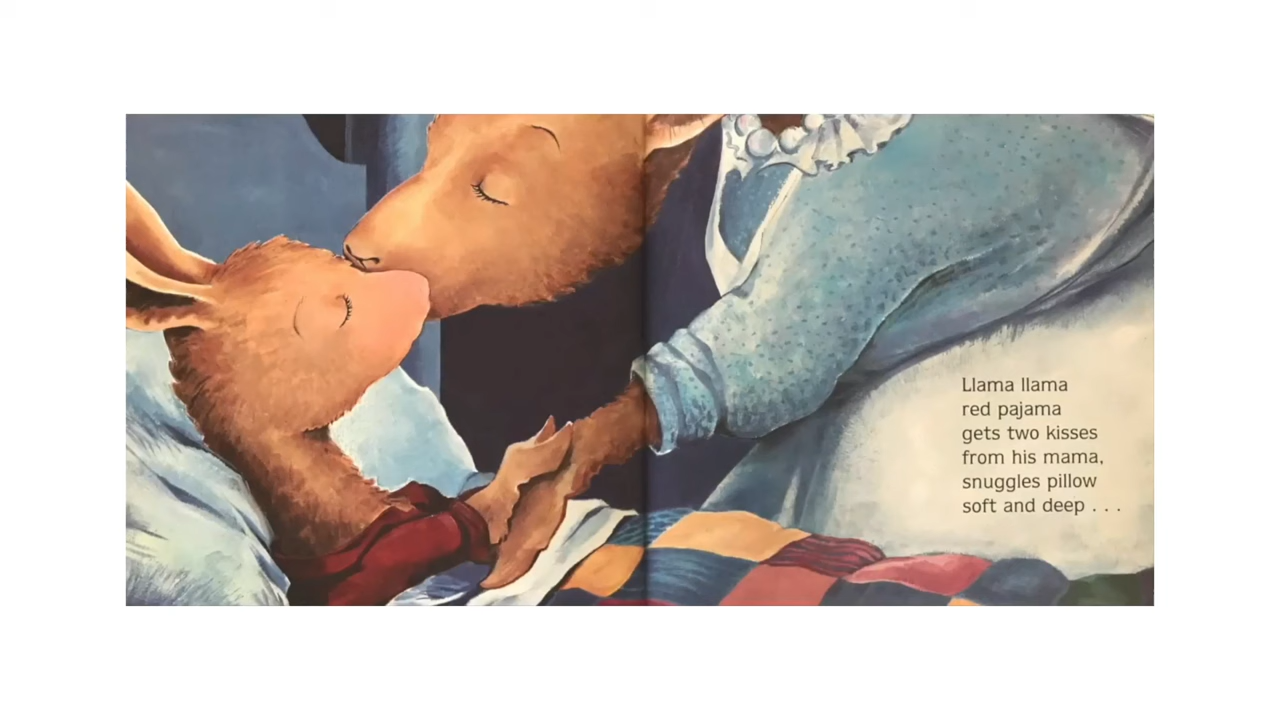 Llama llama
red pajama
gets two kisses
from his mama,
snuggles pillow
soft and deep . . .